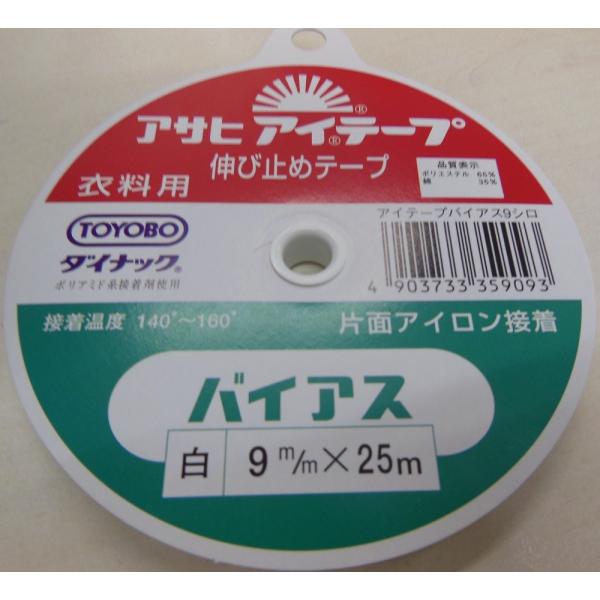 アサヒ アイ®テープ®
伸び止めテープ
衣料用
品質表示
ポリエステル 65%
綿 35%
アイテープバイアス9シロ
4 903733 359093
TOYOBO
ダイナック®
ポリアミド系接着剤使用
接着温度 140°～160°
片面アイロン接着
バイアス
白 9 m/m×25m